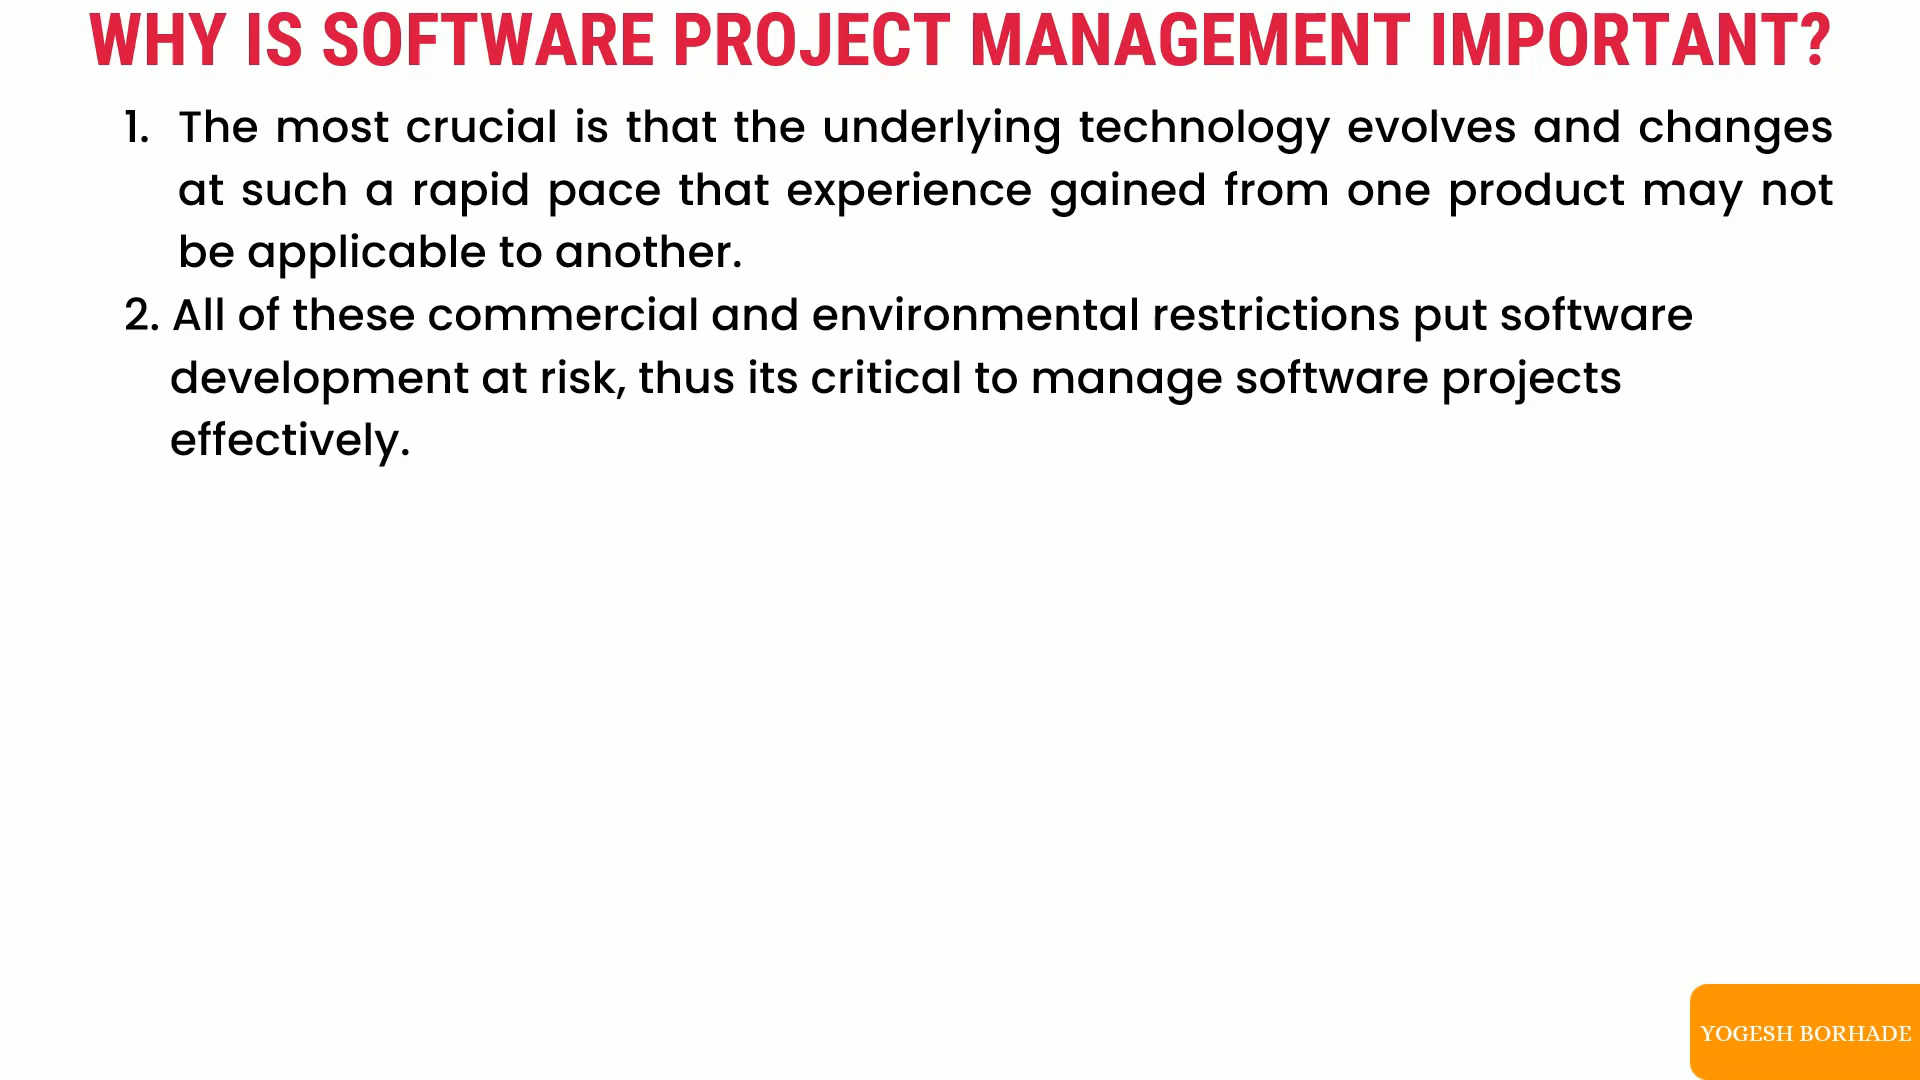 WHY IS SOFTWARE PROJECT MANAGEMENT IMPORTANT?
1. The most crucial is that the underlying technology evolves and changes
at such a rapid pace that experience gained from one product may not
be applicable to another.
2. All of these commercial and environmental restrictions put software
development at risk, thus its critical to manage software projects
effectively.
YOGESH BORHADE